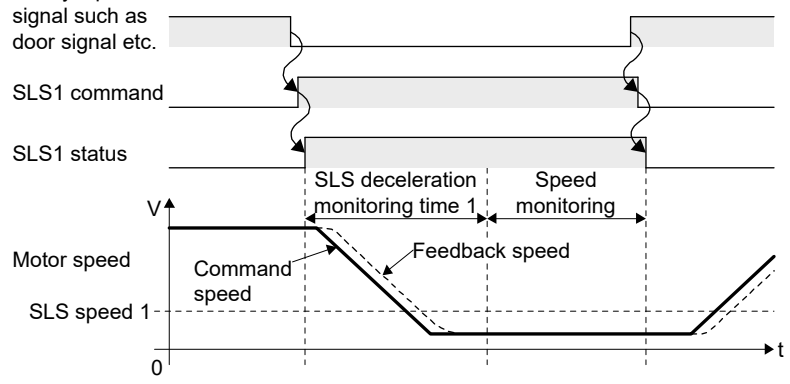 signal such as
door signal etc.
SLS1 command
SLS1 status
SLS deceleration
monitoring time 1
Speed
monitoring
V
Motor speed
Command
speed
Feedback speed
SLS speed 1
0
t